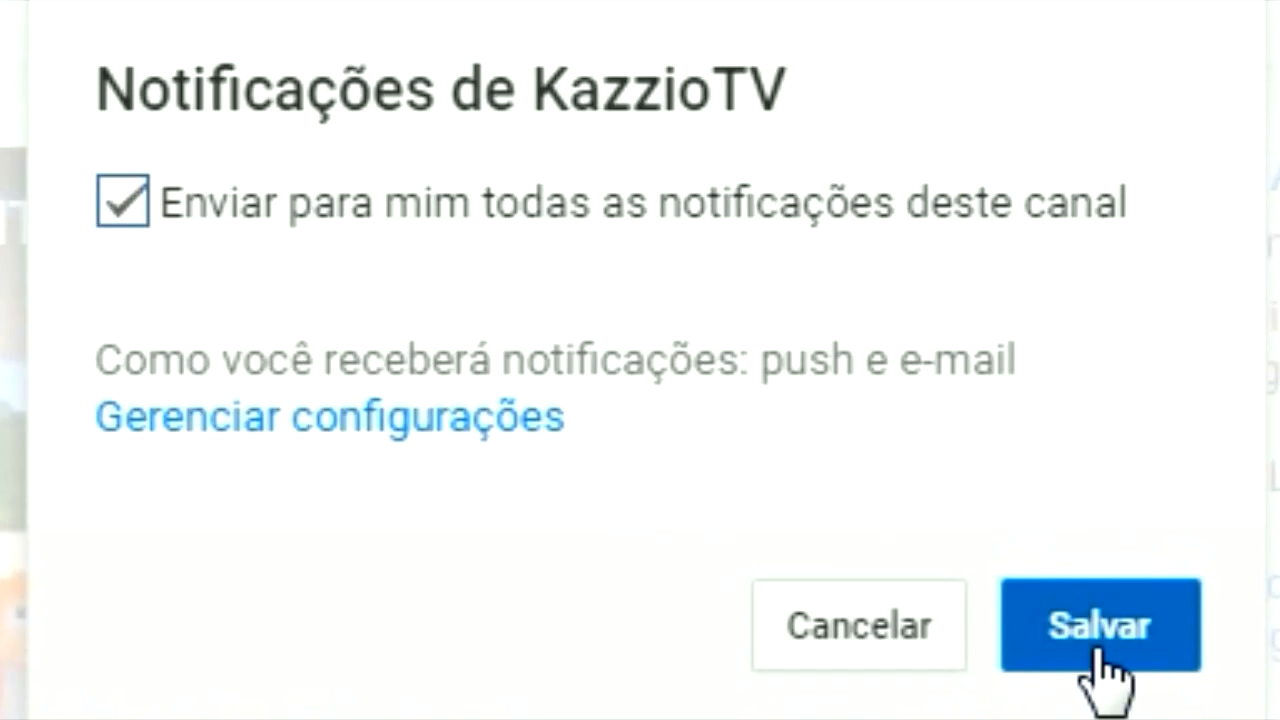 Notificações de KazzioTV
Enviar para mim todas as notificações deste canal
Como você receberá notificações: push e e-mail
Gerenciar configurações
Cancelar
Salvar